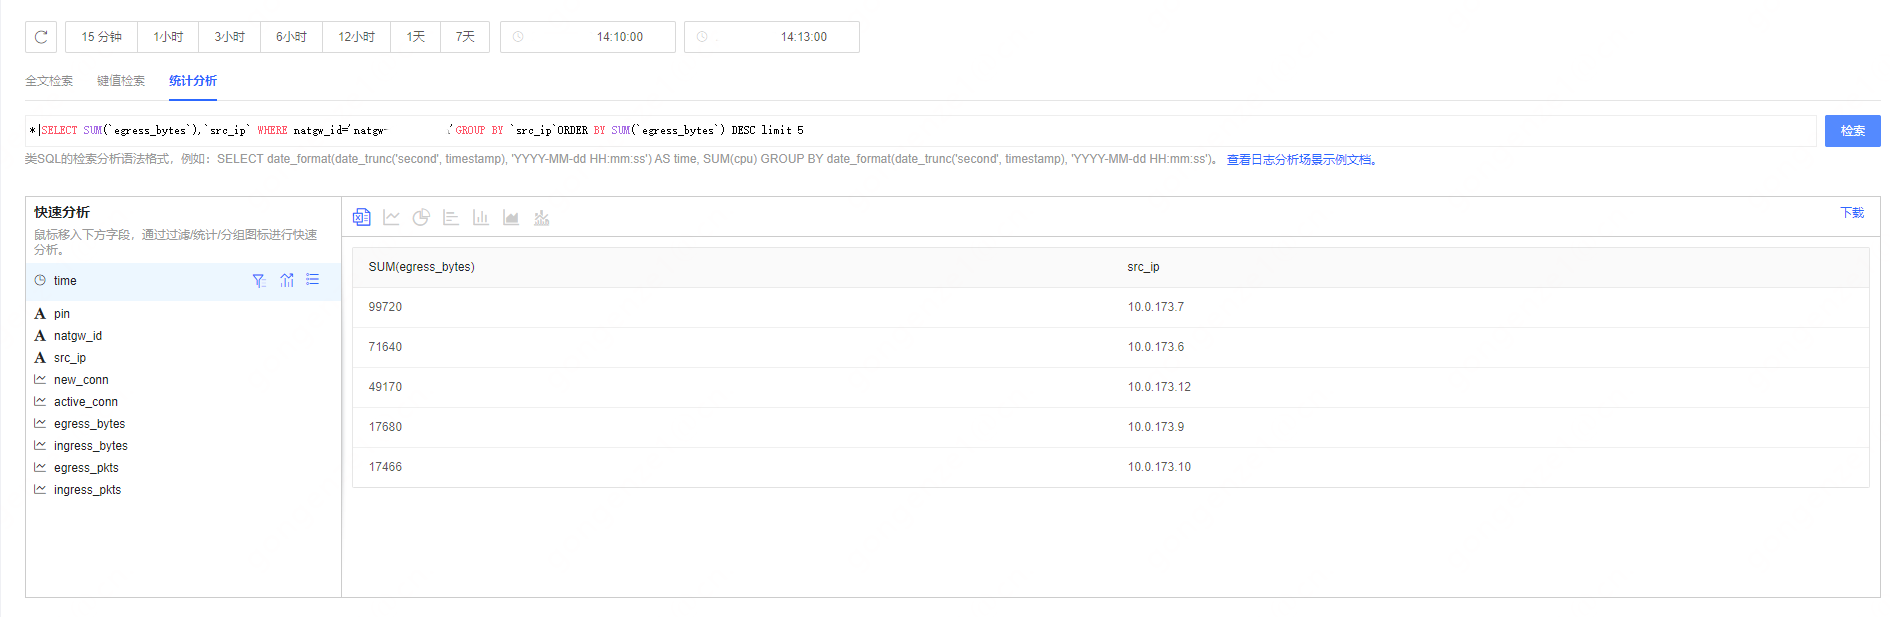 15 分钟 1小时 3小时 6小时 12小时 1天 7天 14:10:00 14:13:00
全文检索 键值检索 统计分析
*|SELECT SUM(`egress_bytes`),`src_ip` WHERE natgw_id='natgw- 'GROUP BY `src_ip`ORDER BY SUM(`egress_bytes`) DESC limit 5
检索
类SQL的检索分析语法格式，例如：SELECT date_format(date_trunc('second', timestamp), 'YYYY-MM-dd HH:mm:ss') AS time, SUM(cpu) GROUP BY date_format(date_trunc('second', timestamp), 'YYYY-MM-dd HH:mm:ss')。 查看日志分析场景示例文档。
快速分析
鼠标移入下方字段，通过过滤/统计/分组图标进行快速
分析。
time
pin
natgw_id
src_ip
new_conn
active_conn
egress_bytes
ingress_bytes
egress_pkts
ingress_pkts
下载
SUM(egress_bytes) src_ip
99720 10.0.173.7
71640 10.0.173.6
49170 10.0.173.12
17680 10.0.173.9
17466 10.0.173.10